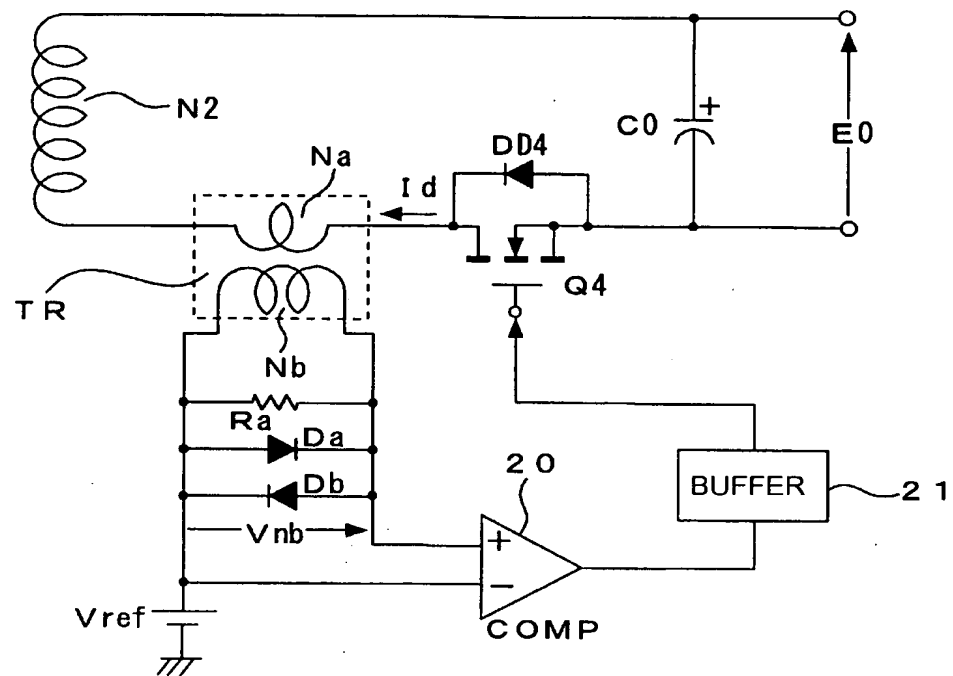 N2
Na
Id
DD4
C0
+
E0
TR
Q4
Nb
Ra
Da
20
Db
BUFFER
21
Vnb
+
−
Vref
COMP